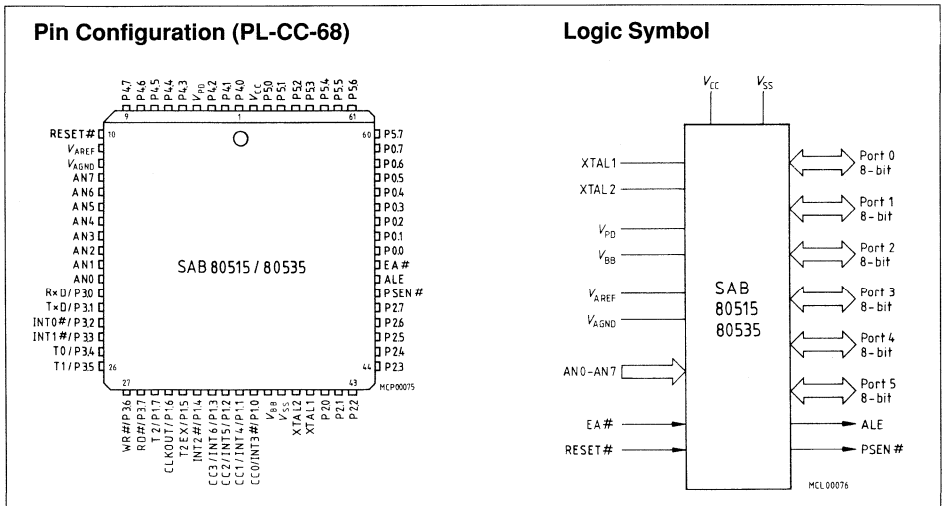 Pin Configuration (PL-CC-68)
P4.7
P4.6
P4.5
P4.4
P4.3
VPD
P4.2
P4.1
P4.0
VCC
P5.0
P5.1
P5.2
P5.3
P5.4
P5.5
P5.6
9
1
61
RESET#
10
60
P5.7
VAREF
P0.7
VAGND
P0.6
AN7
P0.5
AN6
P0.4
AN5
P0.3
AN4
P0.2
AN3
P0.1
AN2
P0.0
AN1
EA#
AN0
ALE
SAB 80515 / 80535
RxD/P3.0
PSEN#
TxD/P3.1
P2.7
INT0#/P3.2
P2.6
INT1#/P3.3
P2.5
T0/P3.4
P2.4
T1/P3.5
26
44
P2.3
27
43
MCP00075
WR#/P3.6
RD#/P3.7
T2/P1.7
CLKOUT/P1.6
T2EX/P1.5
INT2#/P1.4
CC3/INT6/P1.3
CC2/INT5/P1.2
CC1/INT4/P1.1
CC0/INT3#/P1.0
VBB
VSS
XTAL2
XTAL1
P2.0
P2.1
P2.2
Logic Symbol
VCC
VSS
XTAL1
XTAL2
VPD
VBB
VAREF
VAGND
AN0-AN7
EA#
RESET#
SAB
80515
80535
Port 0
8-bit
Port 1
8-bit
Port 2
8-bit
Port 3
8-bit
Port 4
8-bit
Port 5
8-bit
ALE
PSEN#
MCL00076